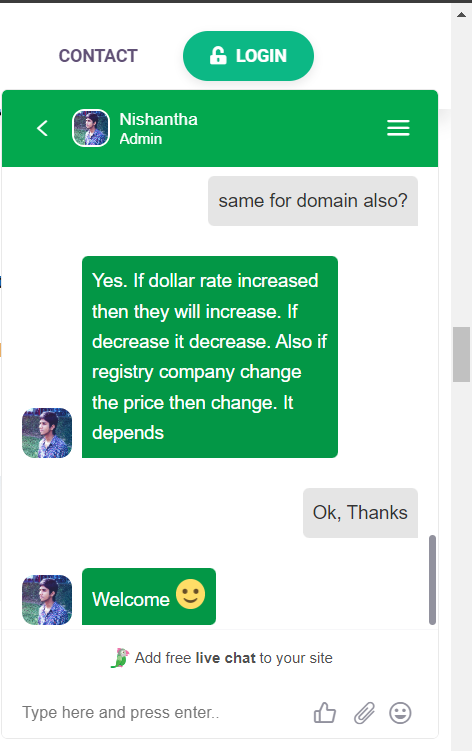 CONTACT
LOGIN
Nishantha
Admin
same for domain also?
Yes. If dollar rate increased
then they will increase. If
decrease it decrease. Also if
registry company change
the price then change. It
depends
Ok, Thanks
Welcome 🙂
Add free live chat to your site
Type here and press enter..